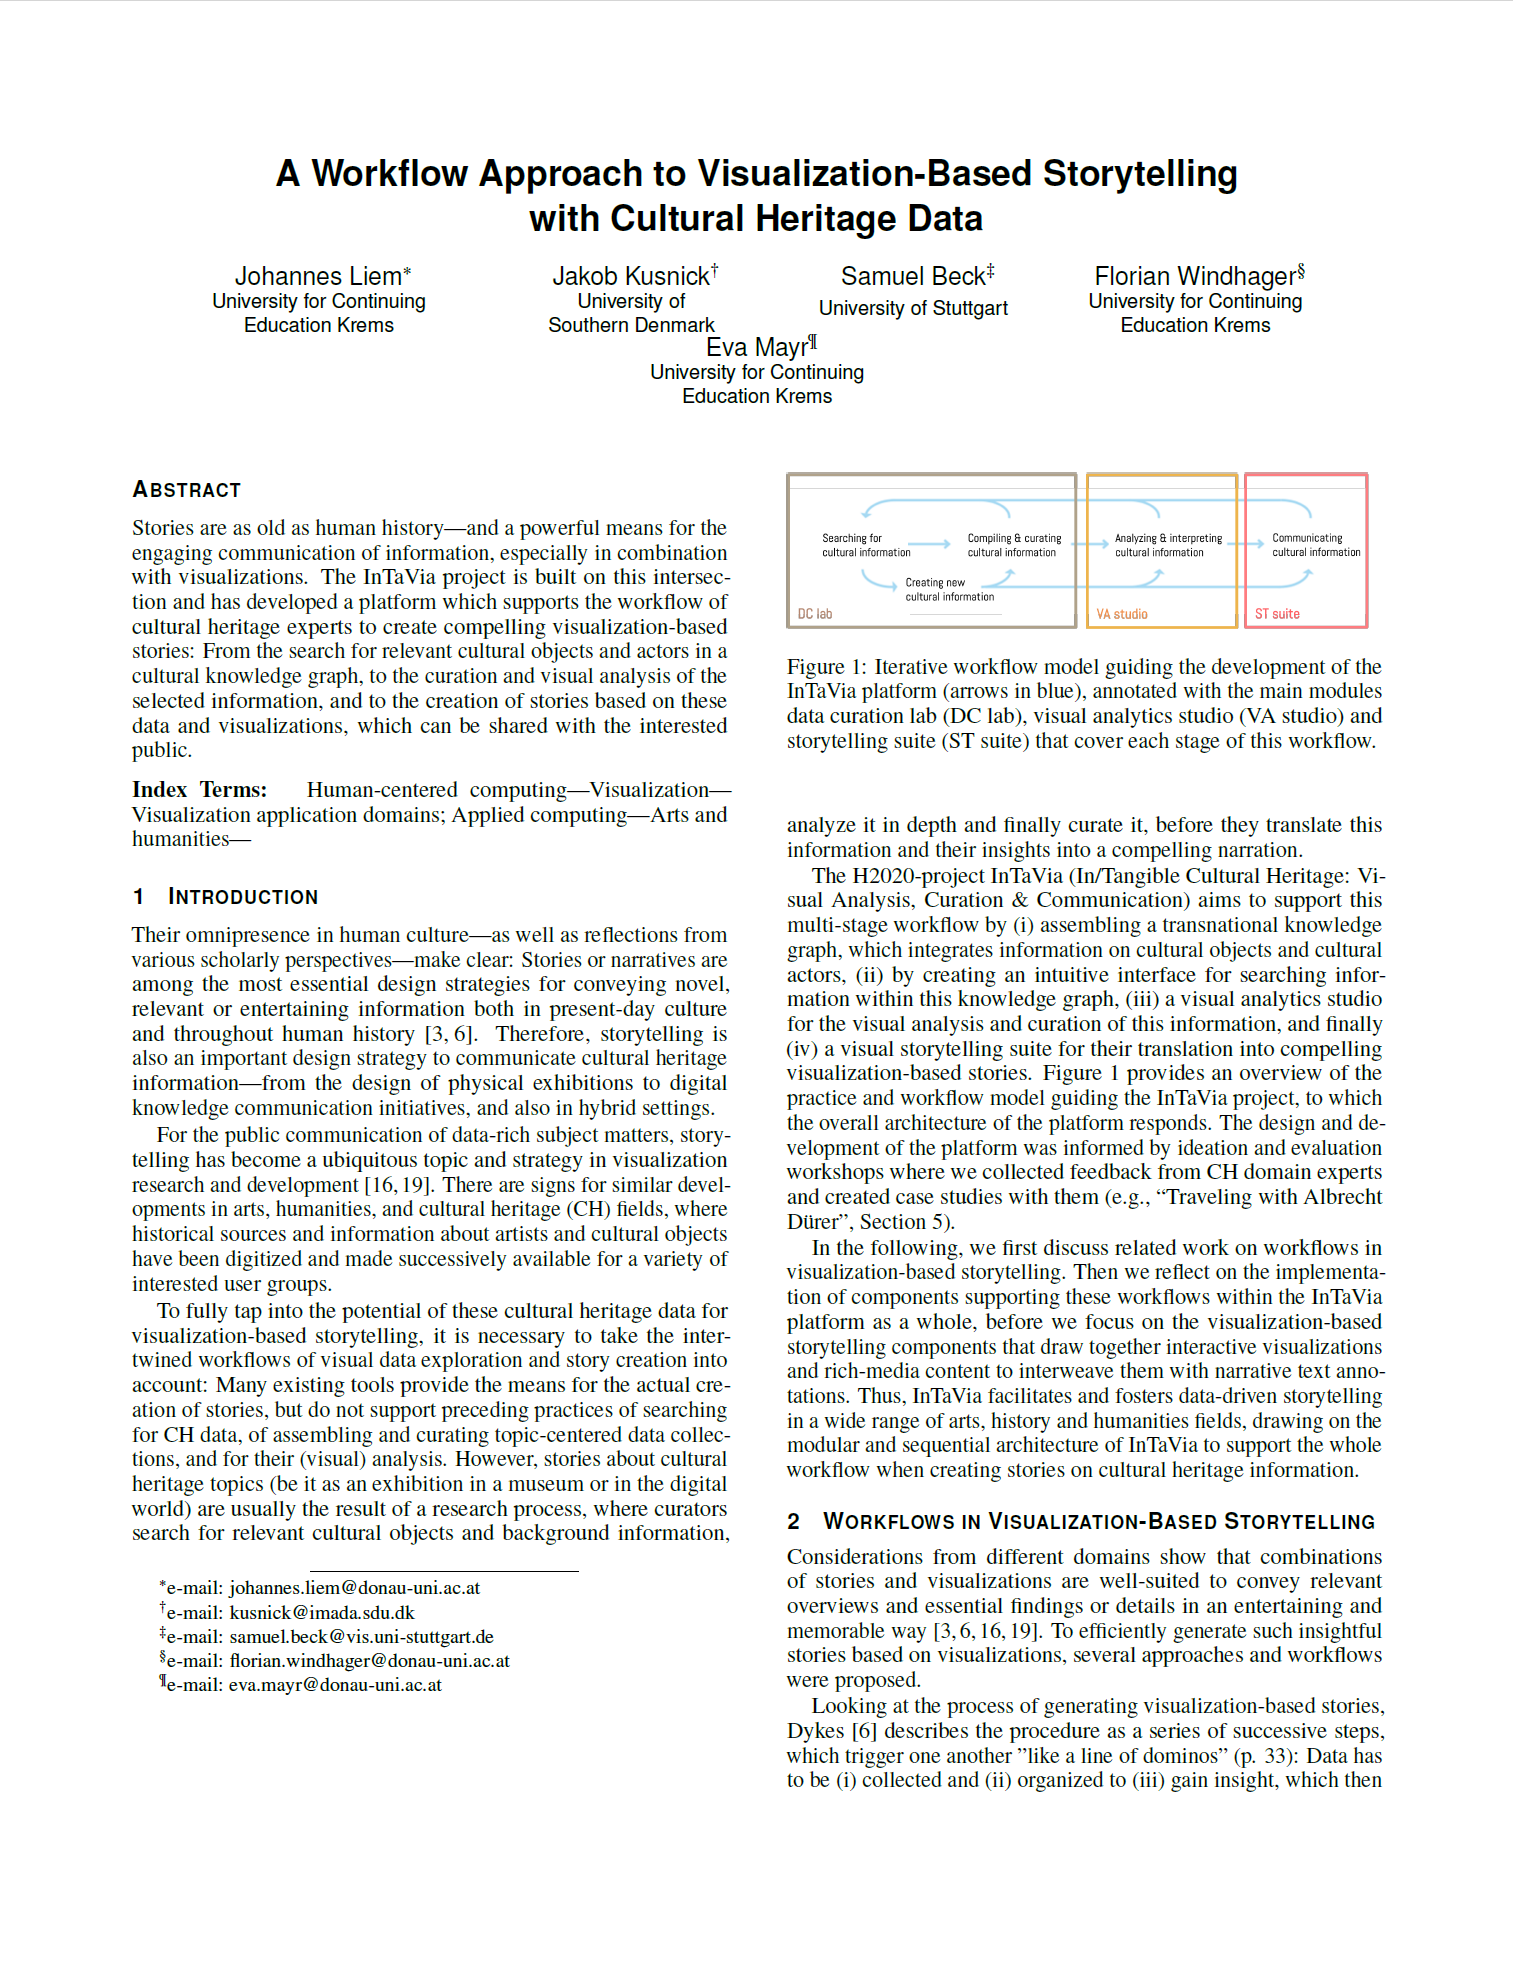 A Workflow Approach to Visualization-Based Storytelling
with Cultural Heritage Data
Johannes Liem*
University for Continuing
Education Krems
Jakob Kusnick†
University of
Southern Denmark
Samuel Beck‡
University of Stuttgart
Florian Windhager§
University for Continuing
Education Krems
Eva Mayr¶
University for Continuing
Education Krems
ABSTRACT
Stories are as old as human history—and a powerful means for the
engaging communication of information, especially in combination
with visualizations. The InTaVia project is built on this intersec-
tion and has developed a platform which supports the workflow of
cultural heritage experts to create compelling visualization-based
stories: From the search for relevant cultural objects and actors in a
cultural knowledge graph, to the curation and visual analysis of the
selected information, and to the creation of stories based on these
data and visualizations, which can be shared with the interested
public.
Index Terms: Human-centered computing—Visualization—
Visualization application domains; Applied computing—Arts and
humanities—
1 INTRODUCTION
Their omnipresence in human culture—as well as reflections from
various scholarly perspectives—make clear: Stories or narratives are
among the most essential design strategies for conveying novel,
relevant or entertaining information both in present-day culture
and throughout human history [3, 6]. Therefore, storytelling is
also an important design strategy to communicate cultural heritage
information—from the design of physical exhibitions to digital
knowledge communication initiatives, and also in hybrid settings.
For the public communication of data-rich subject matters, story-
telling has become a ubiquitous topic and strategy in visualization
research and development [16, 19]. There are signs for similar devel-
opments in arts, humanities, and cultural heritage (CH) fields, where
historical sources and information about artists and cultural objects
have been digitized and made successively available for a variety of
interested user groups.
To fully tap into the potential of these cultural heritage data for
visualization-based storytelling, it is necessary to take the inter-
twined workflows of visual data exploration and story creation into
account: Many existing tools provide the means for the actual cre-
ation of stories, but do not support preceding practices of searching
for CH data, of assembling and curating topic-centered data collec-
tions, and for their (visual) analysis. However, stories about cultural
heritage topics (be it as an exhibition in a museum or in the digital
world) are usually the result of a research process, where curators
search for relevant cultural objects and background information,
*e-mail: johannes.liem@donau-uni.ac.at
†e-mail: kusnick@imada.sdu.dk
‡e-mail: samuel.beck@vis.uni-stuttgart.de
§e-mail: florian.windhager@donau-uni.ac.at
¶e-mail: eva.mayr@donau-uni.ac.at
Searching for
cultural information
Compiling & curating
cultural information
Analyzing & interpreting
cultural information
Communicating
cultural information
Creating new
cultural information
DC lab
VA studio
ST suite
Figure 1: Iterative workflow model guiding the development of the
InTaVia platform (arrows in blue), annotated with the main modules
data curation lab (DC lab), visual analytics studio (VA studio) and
storytelling suite (ST suite) that cover each stage of this workflow.
analyze it in depth and finally curate it, before they translate this
information and their insights into a compelling narration.
The H2020-project InTaVia (In/Tangible Cultural Heritage: Vi-
sual Analysis, Curation & Communication) aims to support this
multi-stage workflow by (i) assembling a transnational knowledge
graph, which integrates information on cultural objects and cultural
actors, (ii) by creating an intuitive interface for searching infor-
mation within this knowledge graph, (iii) a visual analytics studio
for the visual analysis and curation of this information, and finally
(iv) a visual storytelling suite for their translation into compelling
visualization-based stories. Figure 1 provides an overview of the
practice and workflow model guiding the InTaVia project, to which
the overall architecture of the platform responds. The design and de-
velopment of the platform was informed by ideation and evaluation
workshops where we collected feedback from CH domain experts
and created case studies with them (e.g., “Traveling with Albrecht
Dürer”, Section 5).
In the following, we first discuss related work on workflows in
visualization-based storytelling. Then we reflect on the implementa-
tion of components supporting these workflows within the InTaVia
platform as a whole, before we focus on the visualization-based
storytelling components that draw together interactive visualizations
and rich-media content to interweave them with narrative text anno-
tations. Thus, InTaVia facilitates and fosters data-driven storytelling
in a wide range of arts, history and humanities fields, drawing on the
modular and sequential architecture of InTaVia to support the whole
workflow when creating stories on cultural heritage information.
2 WORKFLOWS IN VISUALIZATION-BASED STORYTELLING
Considerations from different domains show that combinations
of stories and visualizations are well-suited to convey relevant
overviews and essential findings or details in an entertaining and
memorable way [3, 6, 16, 19]. To efficiently generate such insightful
stories based on visualizations, several approaches and workflows
were proposed.
Looking at the process of generating visualization-based stories,
Dykes [6] describes the procedure as a series of successive steps,
which trigger one another ”like a line of dominos” (p. 33): Data has
to be (i) collected and (ii) organized to (iii) gain insight, which then